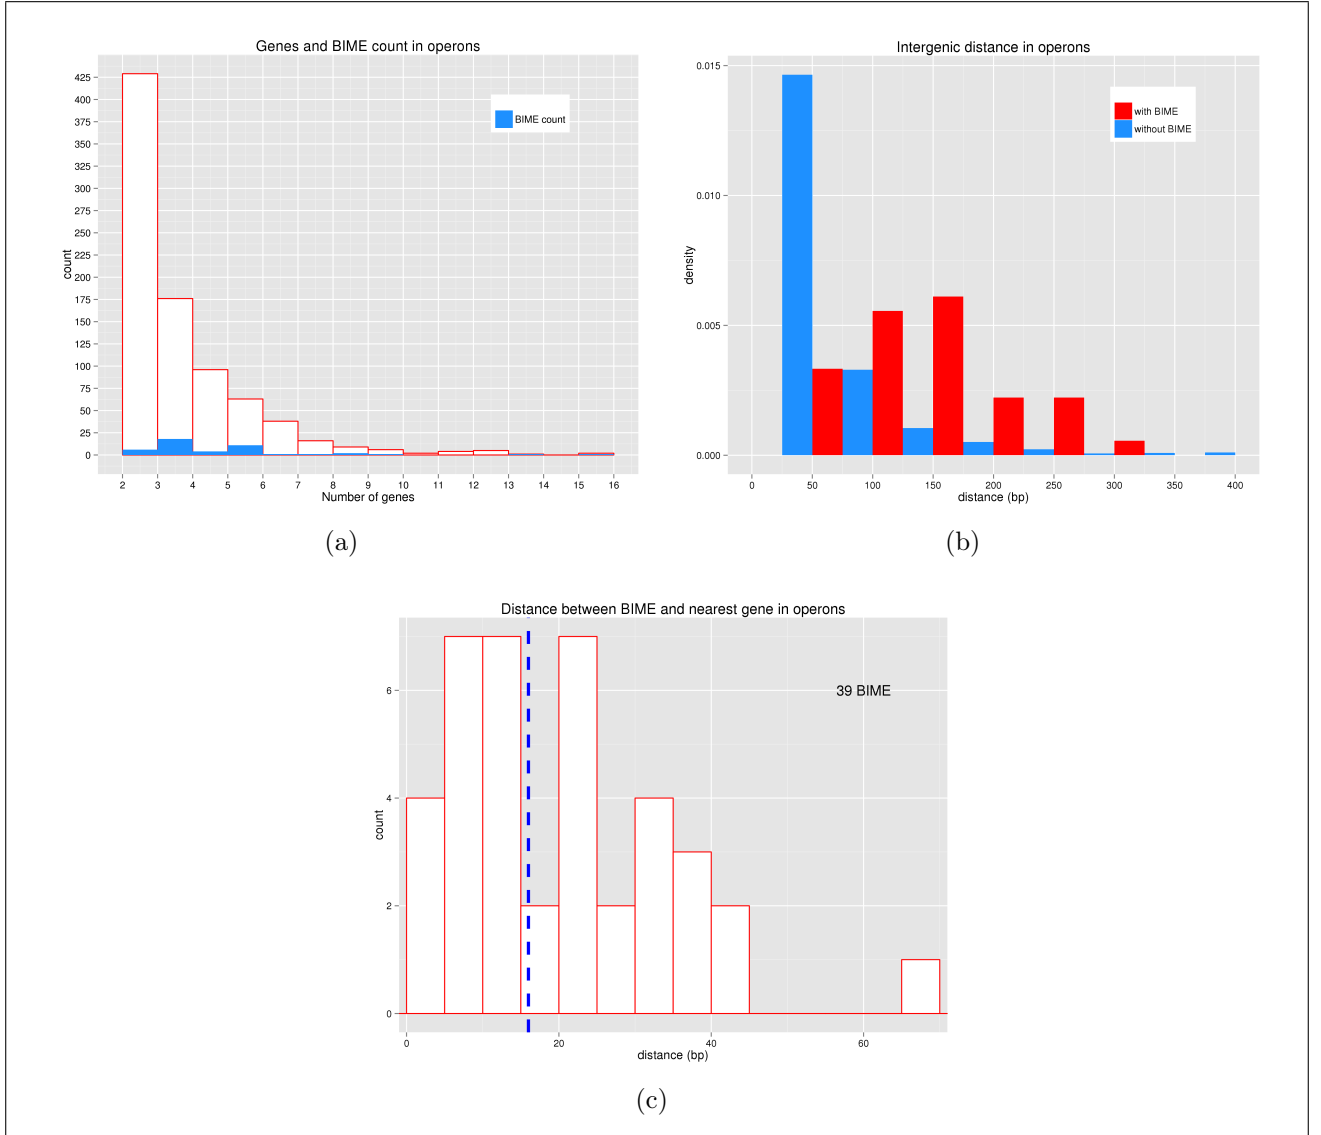 Genes and BIME count in operons
425
400
375
350
325
300
275
250
225
200
175
150
125
100
75
50
25
0
count
BIME count
2 3 4 5 6 7 8 9 10 11 12 13 14 15 16
Number of genes
(a)
Intergenic distance in operons
0.015
0.010
0.005
0.000
density
with BIME
without BIME
0 50 100 150 200 250 300 350 400
distance (bp)
(b)
Distance between BIME and nearest gene in operons
6
4
2
0
count
39 BIME
0 20 40 60
distance (bp)
(c)